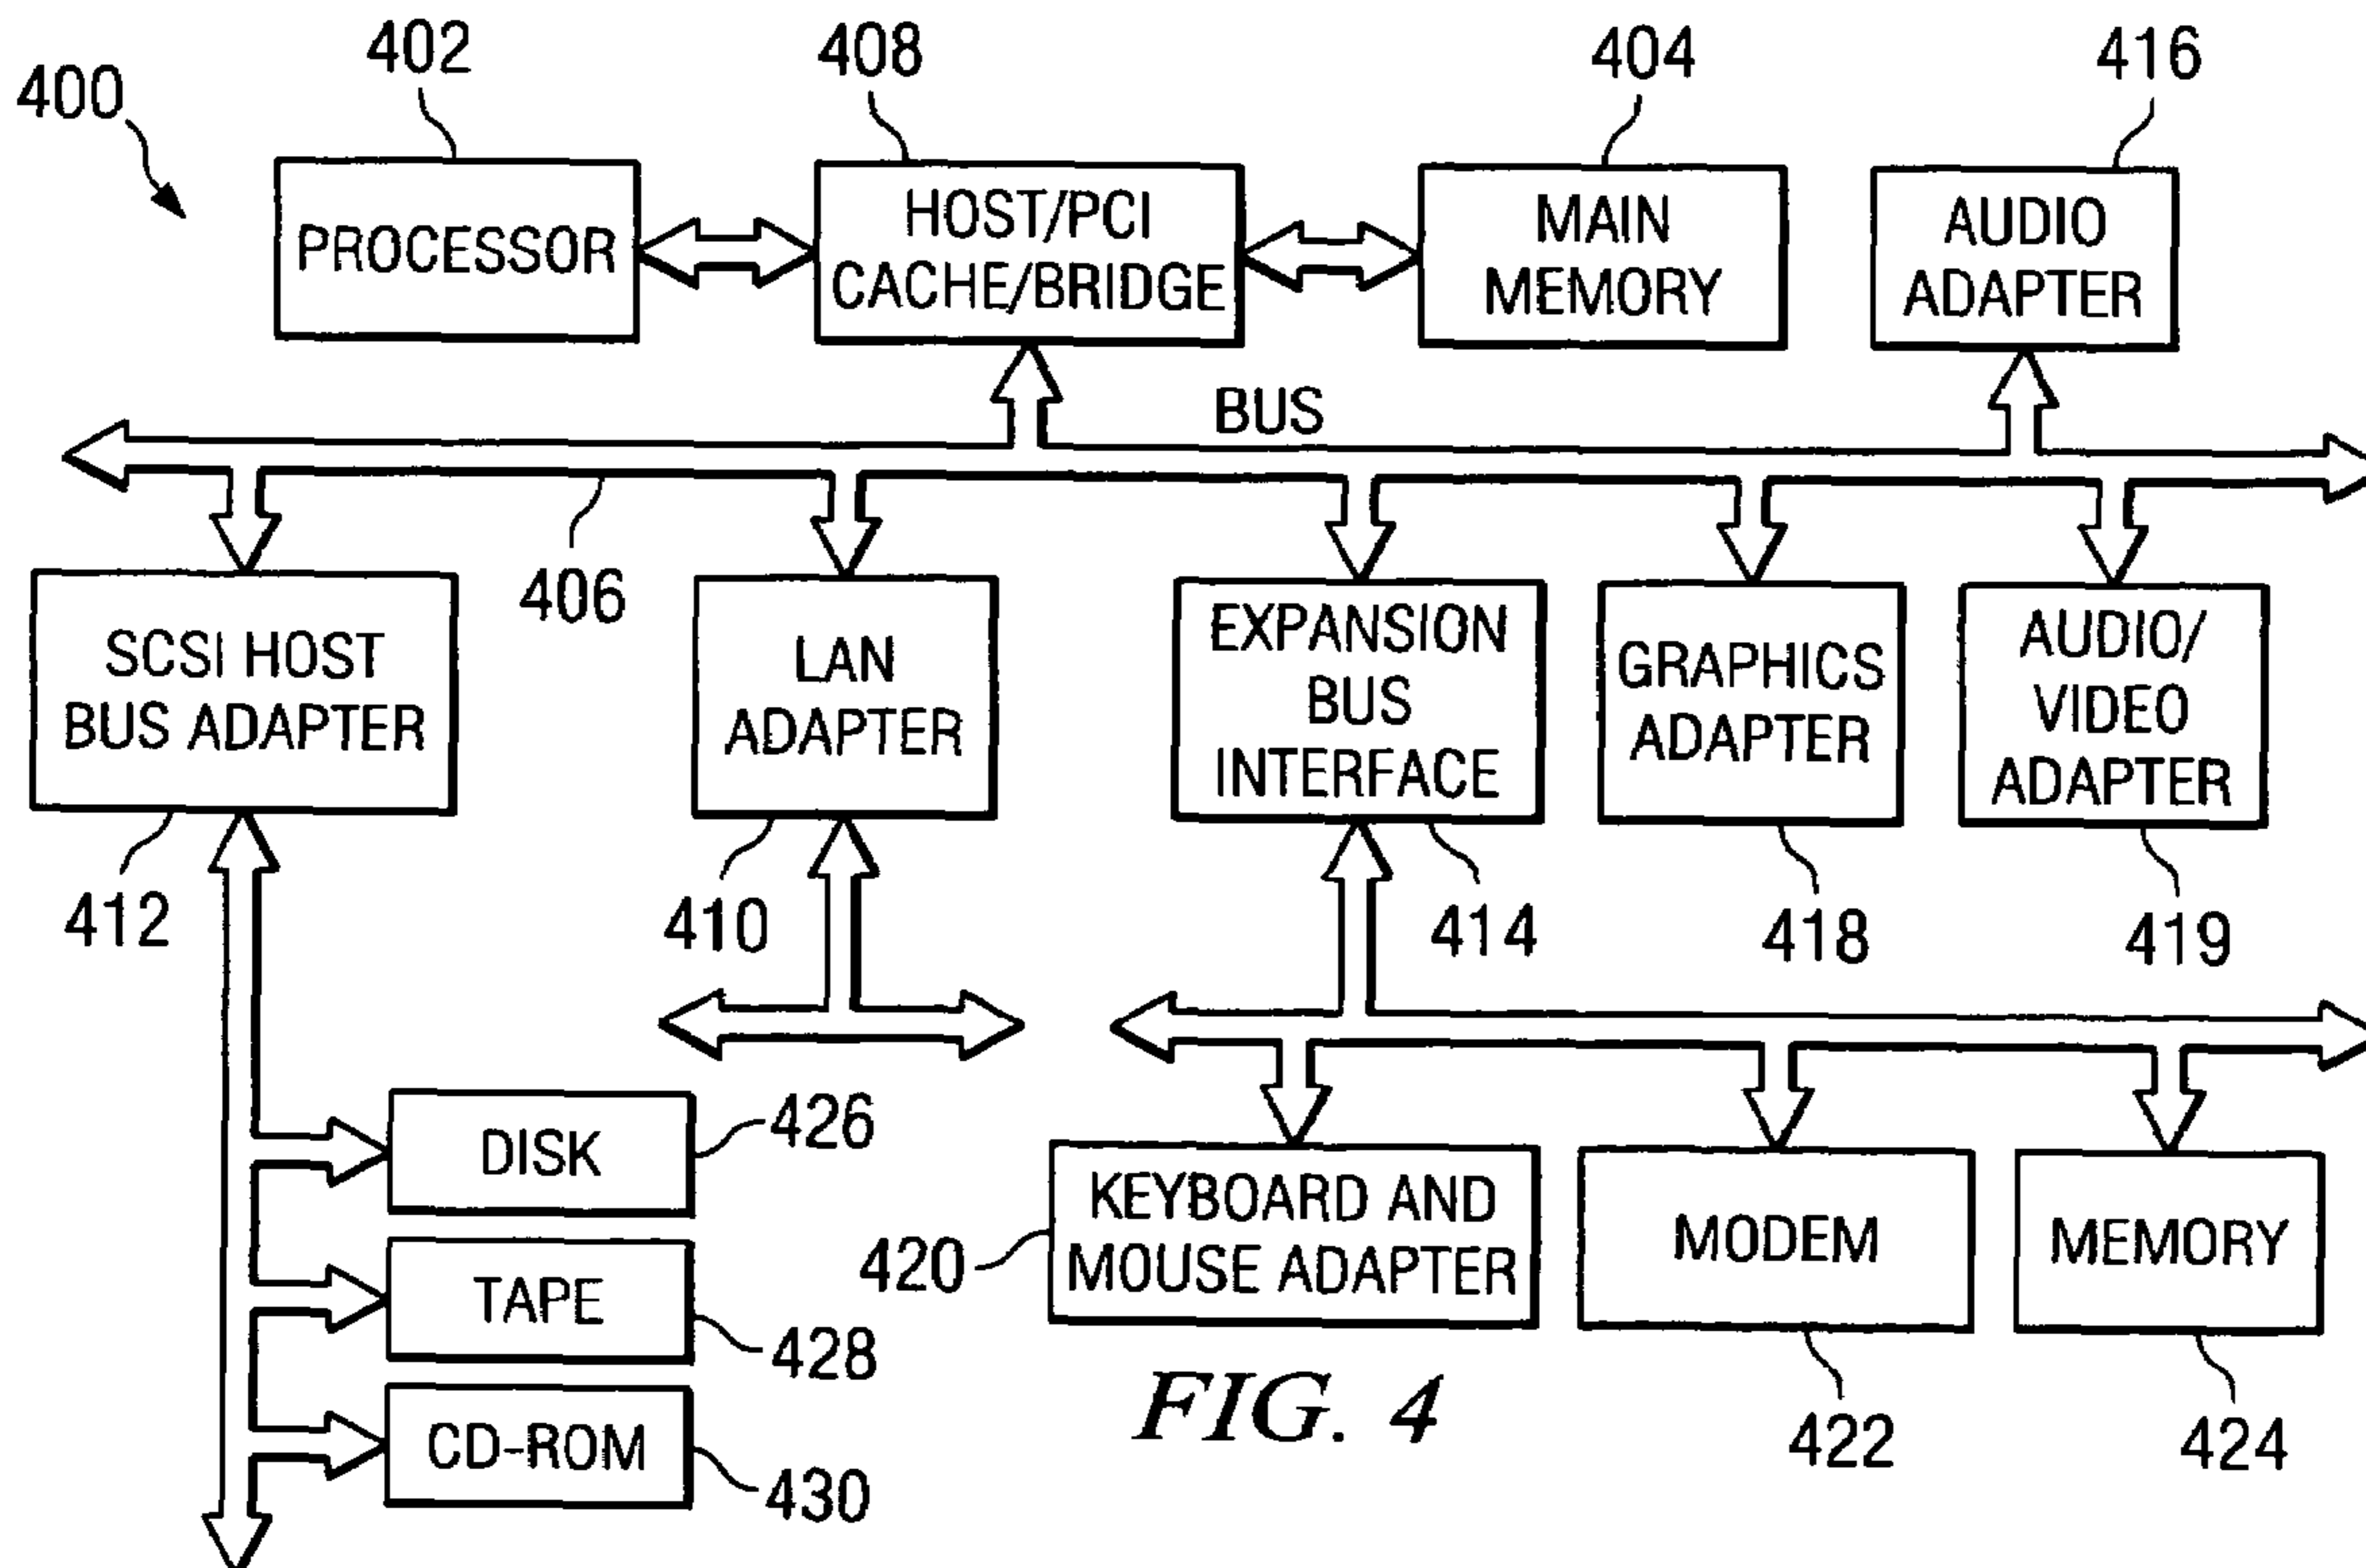 400
402
408
404
416
PROCESSOR
HOST/PCI
CACHE/BRIDGE
MAIN
MEMORY
AUDIO
ADAPTER
BUS
406
SCSI HOST
BUS ADAPTER
LAN
ADAPTER
EXPANSION
BUS
INTERFACE
GRAPHICS
ADAPTER
AUDIO/
VIDEO
ADAPTER
412
410
414
418
419
DISK
426
TAPE
428
CD-ROM
430
420
KEYBOARD AND
MOUSE ADAPTER
MODEM
MEMORY
422
424
FIG. 4